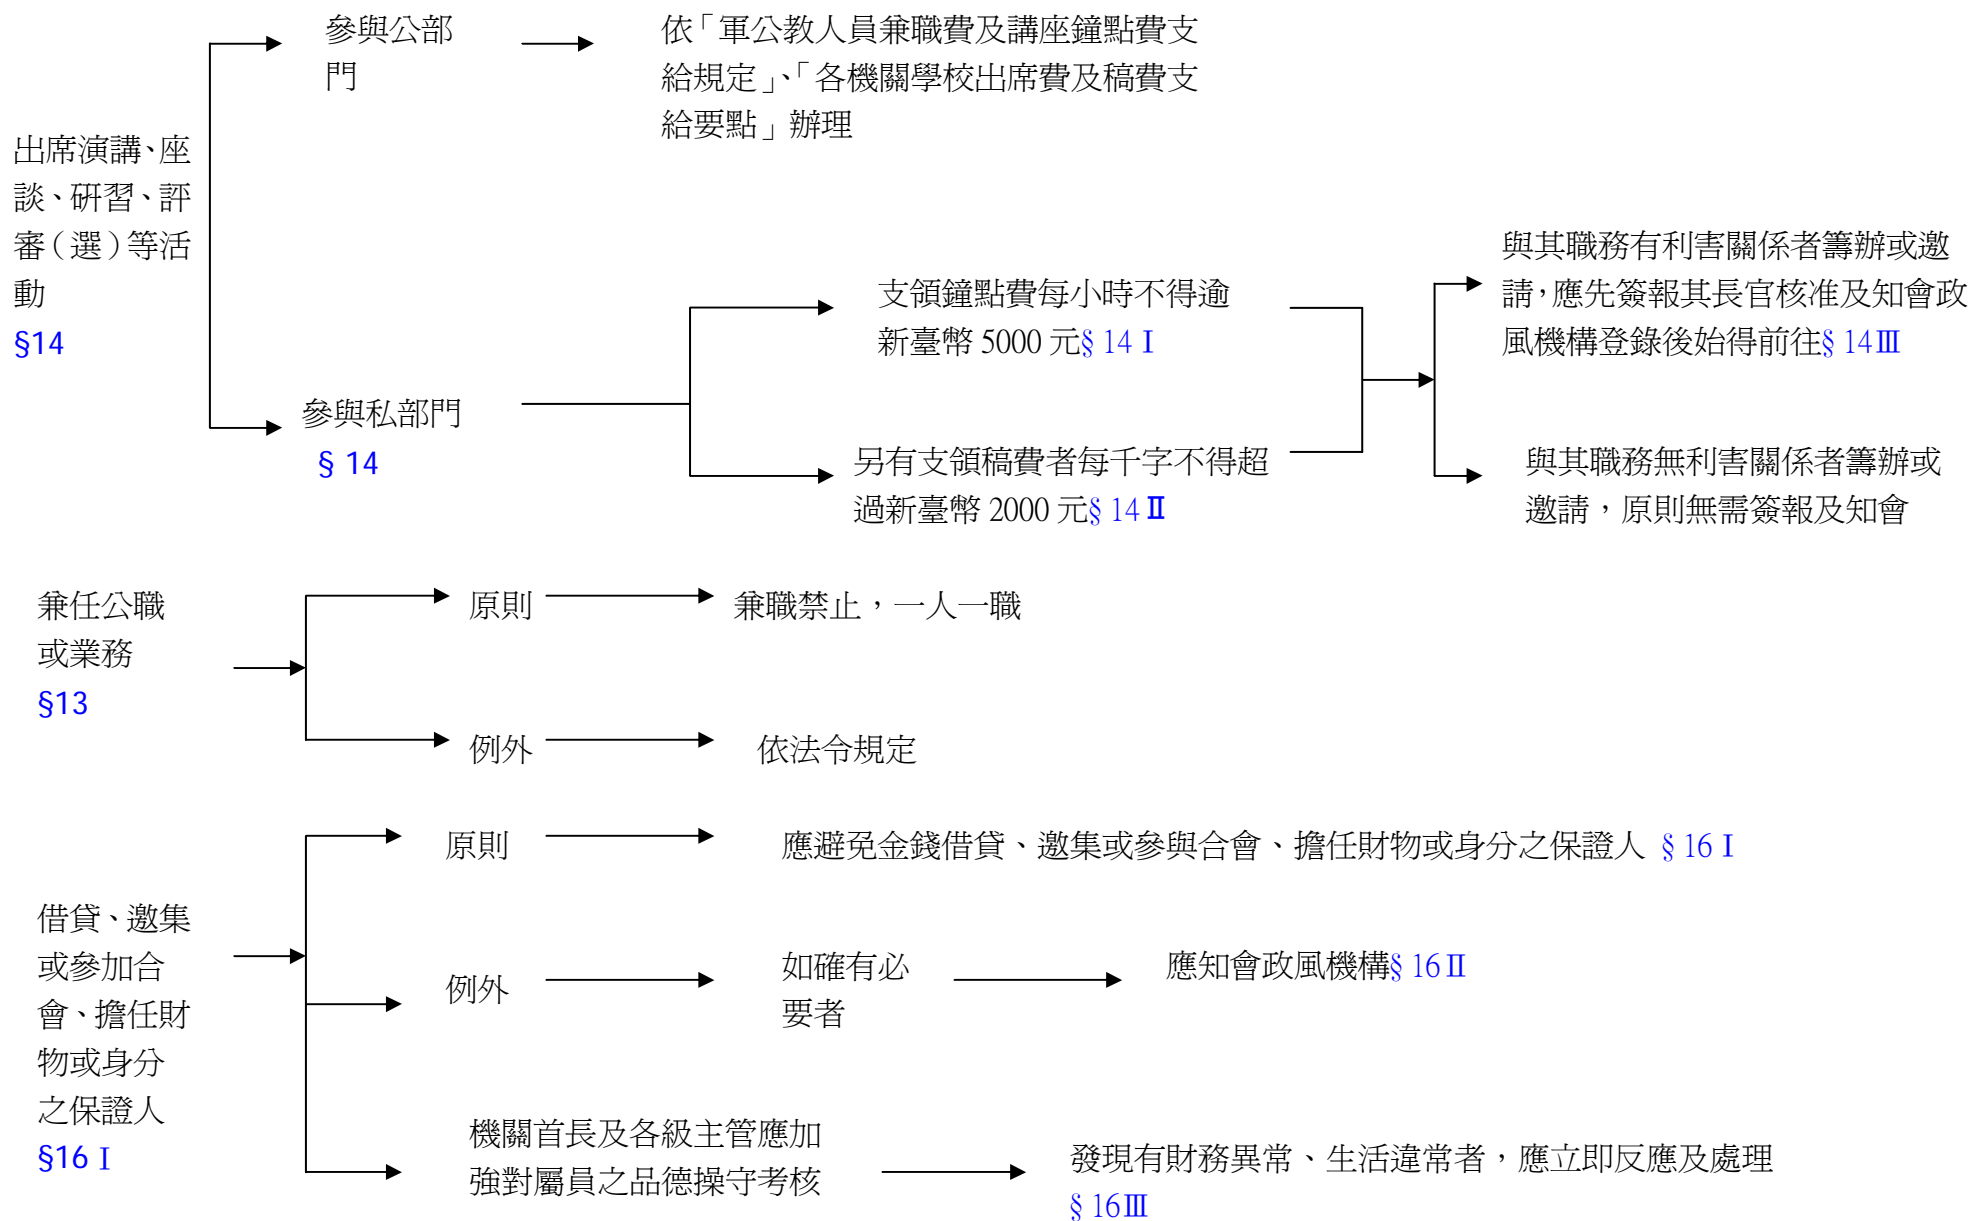 出席演講、座
談、研習、評
審（選）等活
動
§14
參與公部
門
依「軍公教人員兼職費及講座鐘點費支
給規定」、「各機關學校出席費及稿費支
給要點」辦理
參與私部門
§ 14
支領鐘點費每小時不得逾
新臺幣 5000 元§ 14 I
另有支領稿費者每千字不得超
過新臺幣 2000 元§ 14 Ⅱ
與其職務有利害關係者籌辦或邀
請，應先簽報其長官核准及知會政
風機構登錄後始得前往§ 14Ⅲ
與其職務無利害關係者籌辦或
邀請，原則無需簽報及知會
兼任公職
或業務
§13
原則
兼職禁止，一人一職
例外
依法令規定
借貸、邀集
或參加合
會、擔任財
物或身分
之保證人
§16 I
原則
應避免金錢借貸、邀集或參與合會、擔任財物或身分之保證人 § 16 I
例外
如確有必
要者
應知會政風機構§ 16Ⅱ
機關首長及各級主管應加
強對屬員之品德操守考核
發現有財務異常、生活違常者，應立即反應及處理
§ 16Ⅲ